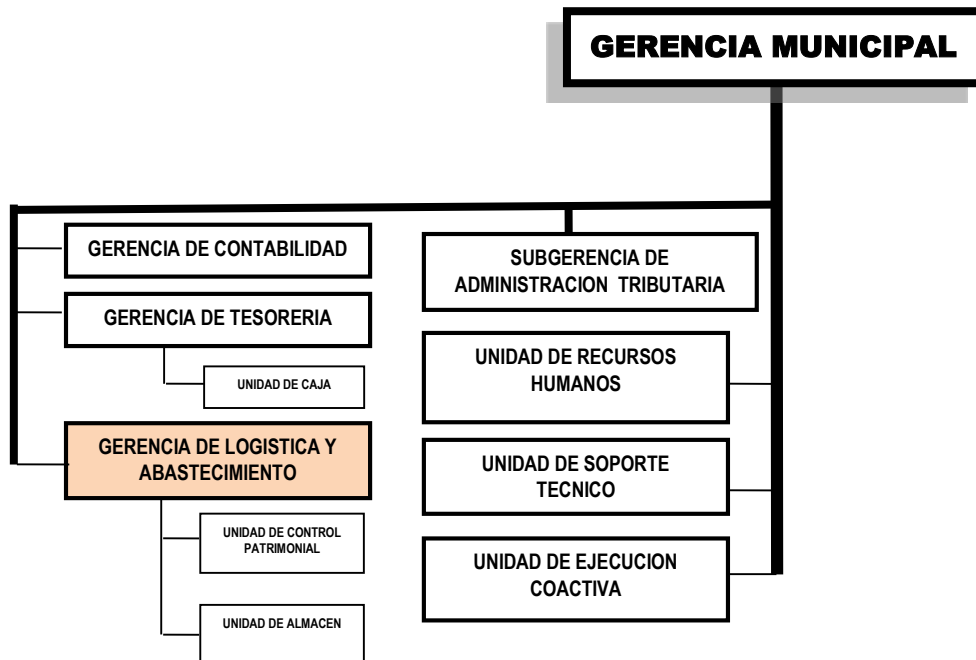 GERENCIA MUNICIPAL
GERENCIA DE CONTABILIDAD
GERENCIA DE TESORERIA
UNIDAD DE CAJA
GERENCIA DE LOGISTICA Y
ABASTECIMIENTO
UNIDAD DE CONTROL
PATRIMONIAL
UNIDAD DE ALMACEN
SUBGERENCIA DE
ADMINISTRACION TRIBUTARIA
UNIDAD DE RECURSOS
HUMANOS
UNIDAD DE SOPORTE
TECNICO
UNIDAD DE EJECUCION
COACTIVA